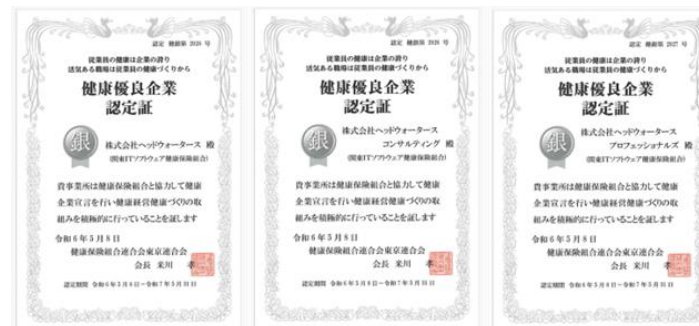 認定 健銀第 2928 号
従業員の健康は企業の誇り
活気ある職場は従業員の健康づくりから
健康優良企業
認定証
銀
株式会社ヘッドウォータース 殿
(関東ITソフトウェア健康保険組合)
貴事業所は健康保険組合と協力して健康
企業宣言を行い健康経営健康づくりの取
組みを積極的に行っていることを証します
令和6年5月8日
健康保険組合連合会東京連合会
会長 米川 孝
認定期間 令和6年5月8日~令和7年5月31日
認定 健銀第
号
従業員の健康は企業の誇り
活気ある職場は従業員の健康づくりから
健康優良企業
認定証
銀
株式会社ヘッドウォータース
コンサルティング 殿
(関東ITソフトウェア健康保険組合)
貴事業所は健康保険組合と協力して健康
企業宣言を行い健康経営健康づくりの取
組みを積極的に行っていることを証します
令和6年5月8日
健康保険組合連合会東京連合会
会長 米川 孝
認定期間 令和6年5月8日~令和7年5月31日
認定 健銀第 2927 号
従業員の健康は企業の誇り
活気ある職場は従業員の健康づくりから
健康優良企業
認定証
銀
株式会社ヘッドウォータース
プロフェッショナルズ 殿
(関東ITソフトウェア健康保険組合)
貴事業所は健康保険組合と協力して健康
企業宣言を行い健康経営健康づくりの取
組みを積極的に行っていることを証します
令和6年5月8日
健康保険組合連合会東京連合会
会長 米川 孝
認定期間 令和6年5月8日~令和7年5月31日